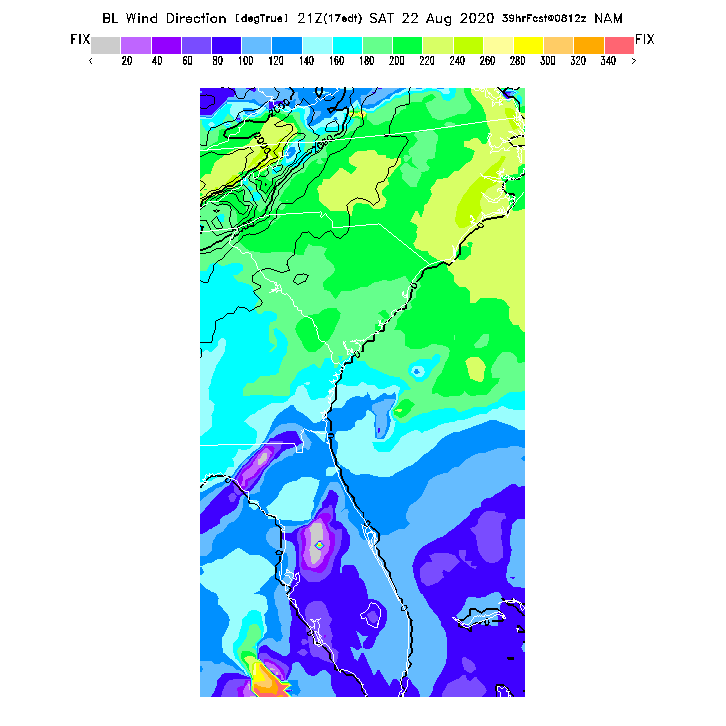 BL Wind Direction [degTrue] 21Z(17edt) SAT 22 Aug 2020 39hrFcst@0812z NAM
FIX FIX
< 20 40 60 80 100 120 140 160 180 200 220 240 260 280 300 320 340 >